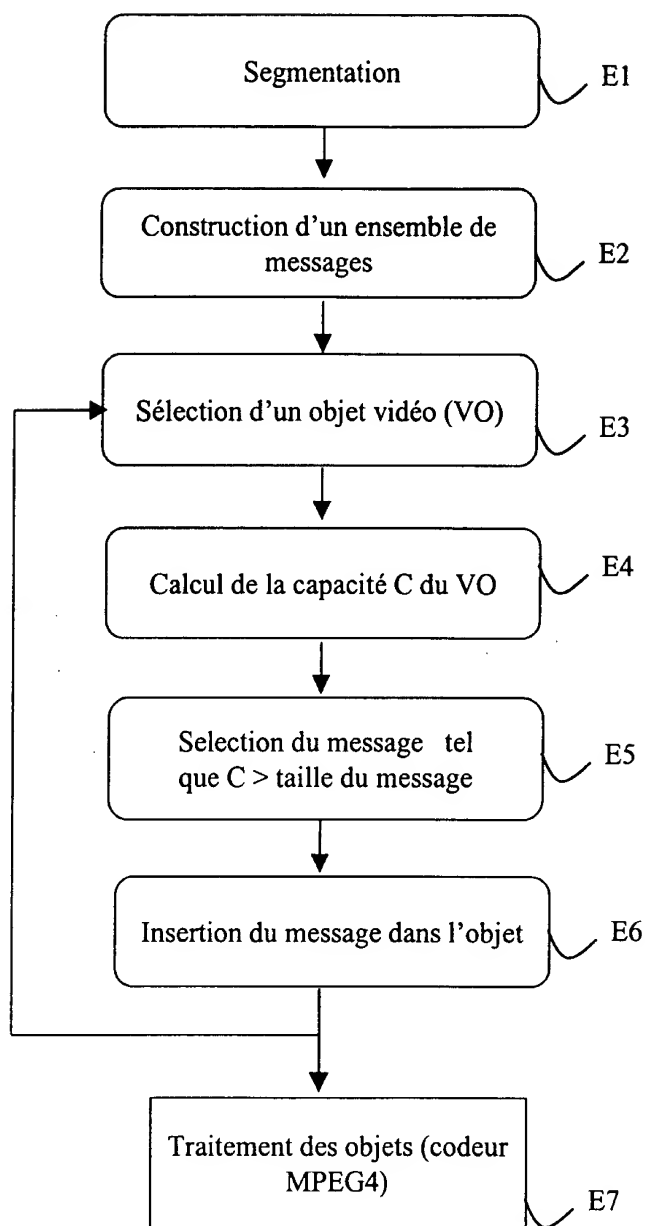 Segmentation
E1
Construction d'un ensemble de
messages
E2
Sélection d'un objet vidéo (VO)
E3
Calcul de la capacité C du VO
E4
Selection du message tel
que C > taille du message
E5
Insertion du message dans l'objet
E6
Traitement des objets (codeur
MPEG4)
E7